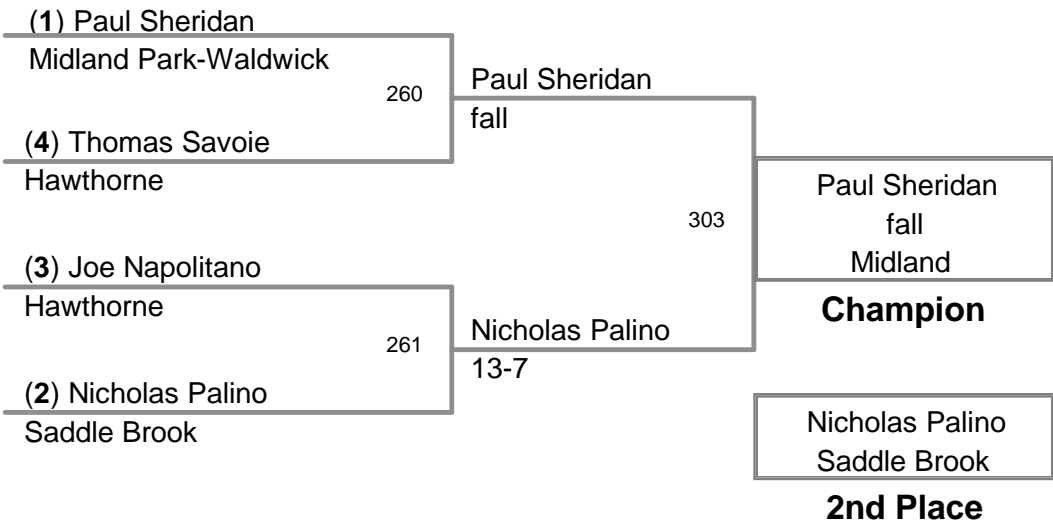 (1) Paul Sheridan
Midland Park-Waldwick
260
(4) Thomas Savoie
Hawthorne
(3) Joe Napolitano
Hawthorne
261
(2) Nicholas Palino
Saddle Brook
Paul Sheridan
fall
303
Nicholas Palino
13-7
Paul Sheridan
fall
Midland
Champion
Nicholas Palino
Saddle Brook
2nd Place